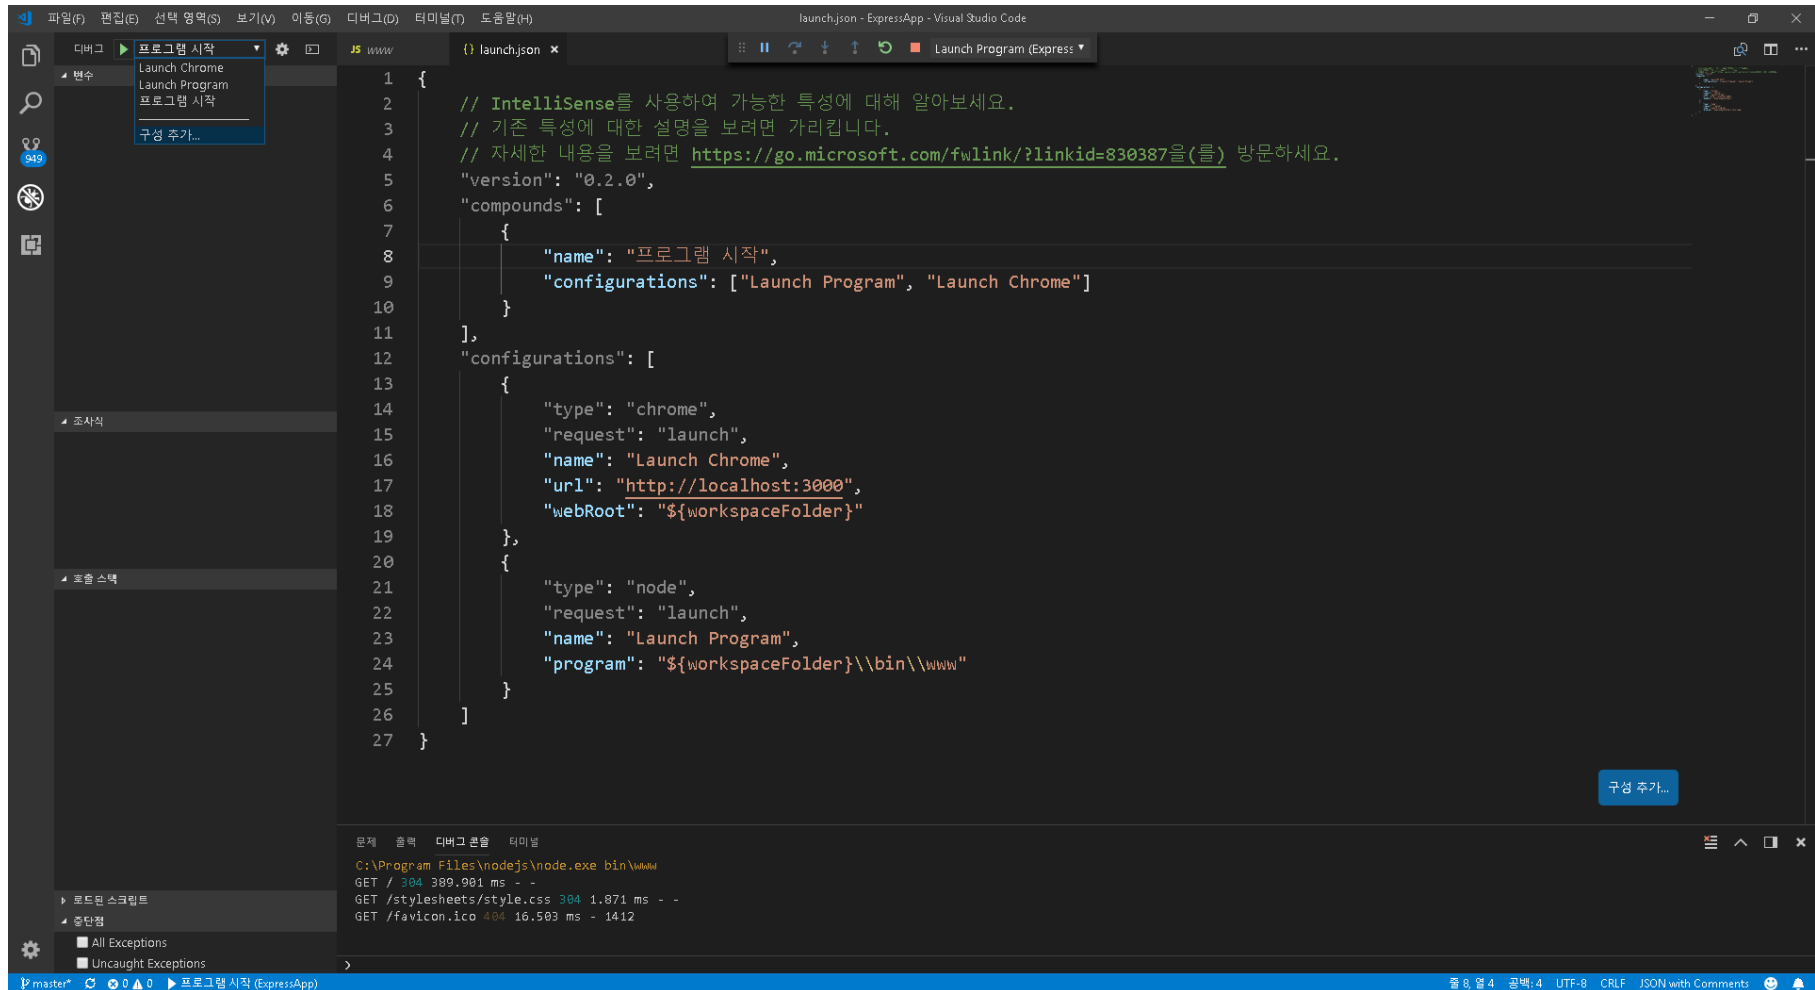 파일(F) 편집(E) 선택 영역(S) 보기(V) 이동(G) 디버그(D) 터미널(T) 도움말(H) launch.json - ExpressApp - Visual Studio Code
디버그 프로그램 시작
Launch Chrome
Launch Program
프로그램 시작
구성 추가...
변수
949
조사식
호출 스택
로드된 스크립트
중단점
All Exceptions
Uncaught Exceptions
JS www {} launch.json × Launch Program (Express
1 {
2 // IntelliSense를 사용하여 가능한 특성에 대해 알아보세요.
3 // 기존 특성에 대한 설명을 보려면 가리킵니다.
4 // 자세한 내용을 보려면 https://go.microsoft.com/fwlink/?linkid=830387을(를) 방문하세요.
5 "version": "0.2.0",
6 "compounds": [
7 {
8 "name": "프로그램 시작",
9 "configurations": ["Launch Program", "Launch Chrome"]
10 }
11 ],
12 "configurations": [
13 {
14 "type": "chrome",
15 "request": "launch",
16 "name": "Launch Chrome",
17 "url": "http://localhost:3000",
18 "webRoot": "${workspaceFolder}"
19 },
20 {
21 "type": "node",
22 "request": "launch",
23 "name": "Launch Program",
24 "program": "${workspaceFolder}\\bin\\www"
25 }
26 ]
27 }
구성 추가...
문제 출력 디버그 콘솔 터미널
C:\Program Files\nodejs\node.exe bin\www
GET / 304 389.901 ms - -
GET /stylesheets/style.css 304 1.871 ms - -
GET /favicon.ico 404 16.503 ms - 1412
>
master* 0 0 프로그램 시작 (ExpressApp) 줄 8, 열 4 공백: 4 UTF-8 CRLF JSON with Comments